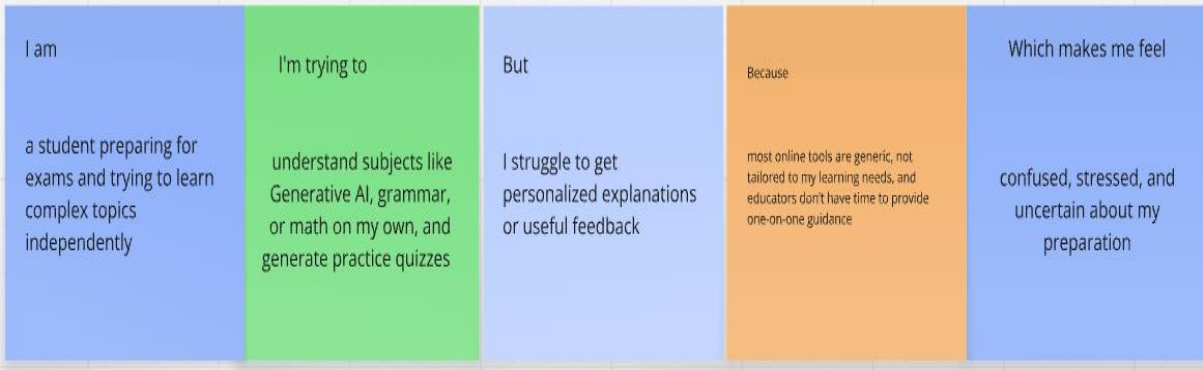 I am
a student preparing for
exams and trying to learn
complex topics
independently
I'm trying to
understand subjects like
Generative AI, grammar,
or math on my own, and
generate practice quizzes
But
I struggle to get
personalized explanations
or useful feedback
Because
most online tools are generic, not
tailored to my learning needs, and
educators don't have time to provide
one-on-one guidance
Which makes me feel
confused, stressed, and
uncertain about my
preparation